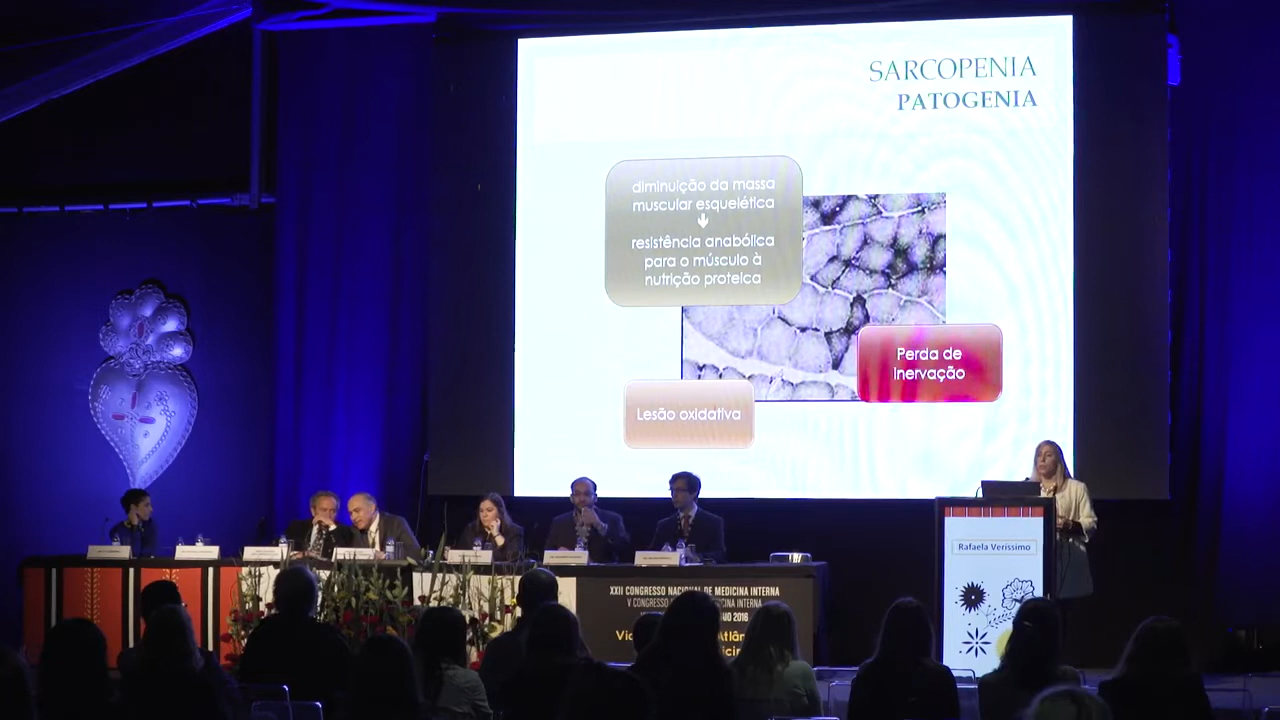 SARCOPENIA
PATOGENIA
diminuição da massa
muscular esquelética
resistência anabólica
para o músculo à
nutrição proteica
Perda de
Inervação
Lesão oxidativa
Rafaela Veríssimo
XXII CONGRESSO NACIONAL DE MEDICINA INTERNA
V CONGRESSO
INTERNA
2016